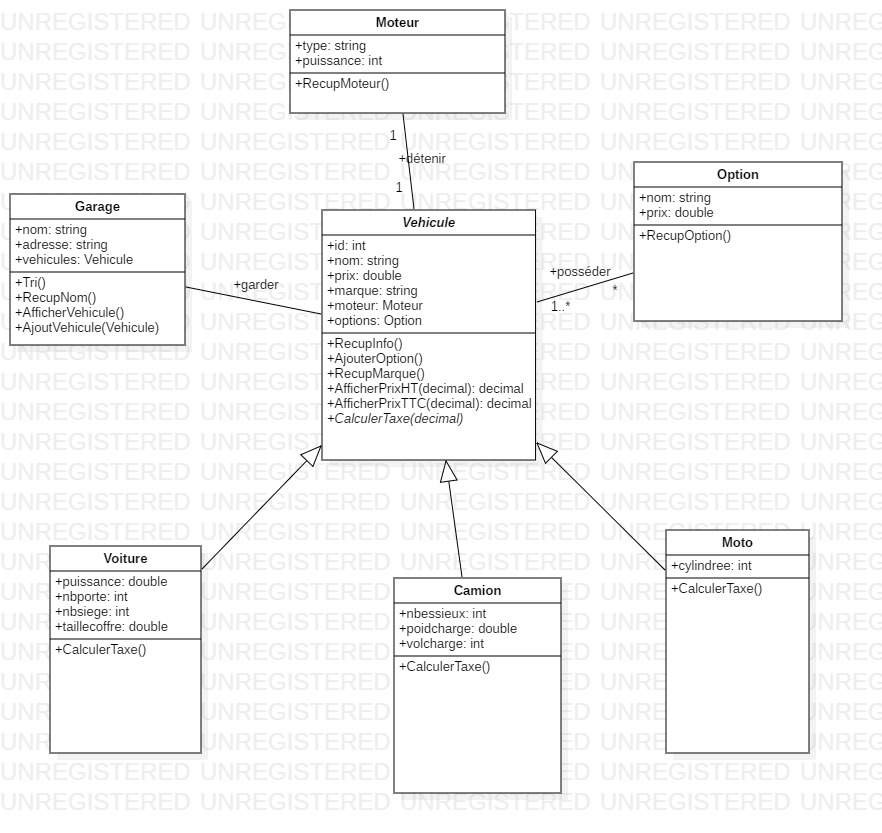 Moteur
+type: string
+puissance: int
+RecupMoteur()
1
+détenir
1
Garage
+nom: string
+adresse: string
+vehicules: Vehicule
+Tri()
+RecupNom()
+AfficherVehicule()
+AjoutVehicule(Vehicule)
+garder
Vehicule
+id: int
+nom: string
+prix: double
+marque: string
+moteur: Moteur
+options: Option
+RecupInfo()
+AjouterOption()
+RecupMarque()
+AfficherPrixHT(decimal): decimal
+AfficherPrixTTC(decimal): decimal
+CalculerTaxe(decimal)
+posséder
*
1..*
Option
+nom: string
+prix: double
+RecupOption()
Voiture
+puissance: double
+nbporte: int
+nbsiege: int
+taillecoffre: double
+CalculerTaxe()
Camion
+nbessieux: int
+poidcharge: double
+volcharge: int
+CalculerTaxe()
Moto
+cylindree: int
+CalculerTaxe()
UNREGISTERED UNREGISTERED UNREGISTERED UNREGISTERED UNREG